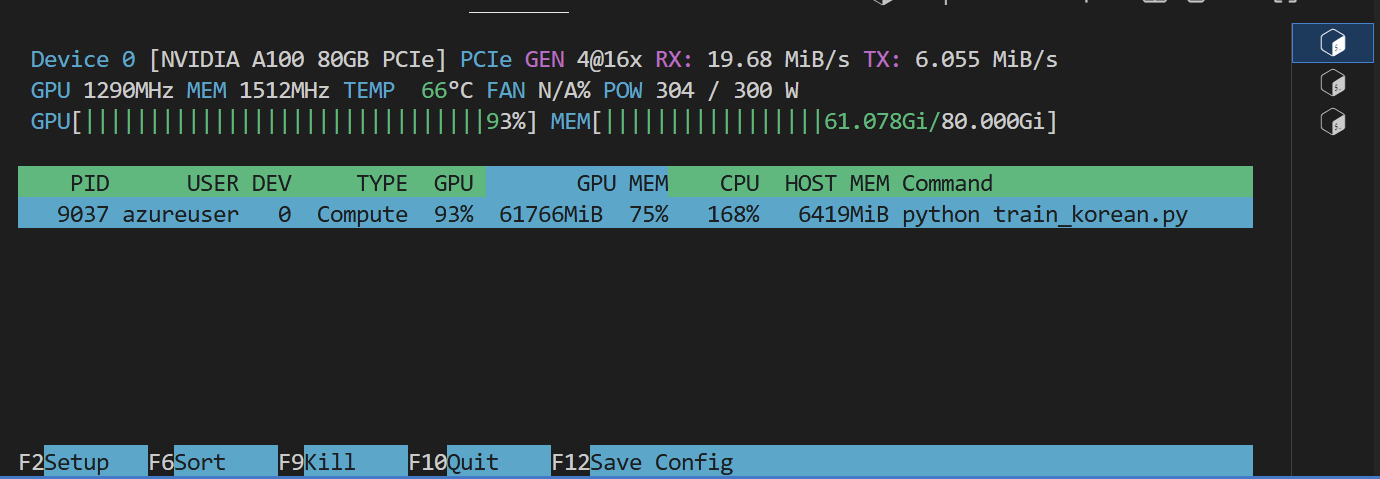 Device 0 [NVIDIA A100 80GB PCIe] PCIe GEN 4@16x RX: 19.68 MiB/s TX: 6.055 MiB/s
GPU 1290MHz MEM 1512MHz TEMP  66°C FAN N/A% POW 304 / 300 W
GPU[|||||||||||||||||||||||||||||||93%] MEM[|||||||||||||||||61.078Gi/80.000Gi]
PID USER DEV TYPE GPU GPU MEM CPU HOST MEM Command
9037 azureuser 0 Compute 93% 61766MiB 75% 168% 6419MiB python train_korean.py
F2Setup F6Sort F9Kill F10Quit F12Save Config